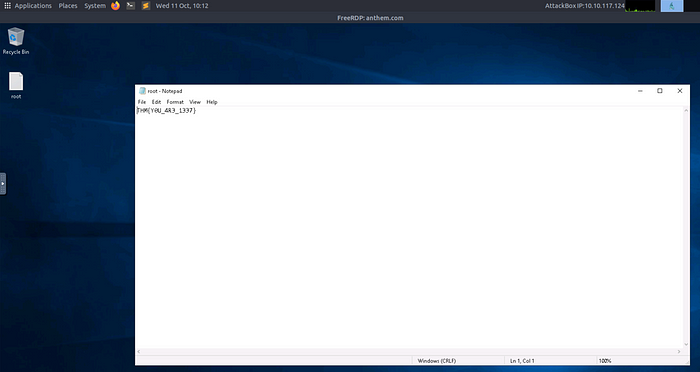 Applications Places System Wed 11 Oct, 10:12 AttackBox IP:10.10.117.124
FreeRDP: anthem.com
Recycle Bin
root
root - Notepad
File Edit Format View Help
THM{Y0U_4R3_1337}
Windows (CRLF) Ln 1, Col 1 100%